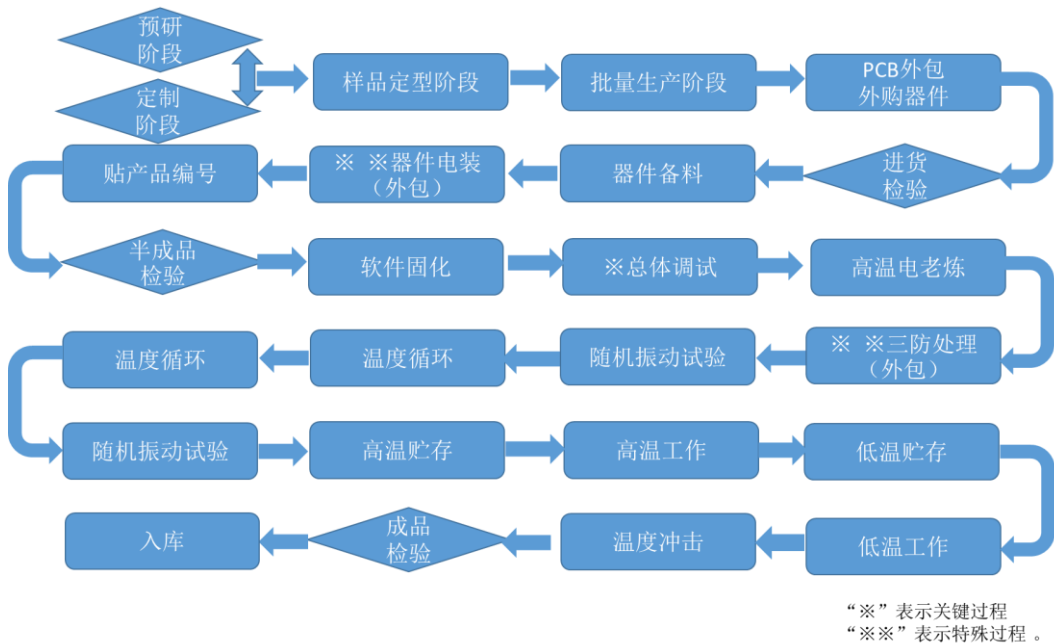 预研
阶段
定制
阶段
样品定型阶段
批量生产阶段
PCB外包
外购器件
进货
检验
器件备料
※ ※器件电装
（外包）
贴产品编号
半成品
检验
软件固化
※总体调试
高温电老炼
※ ※三防处理
（外包）
随机振动试验
温度循环
温度循环
随机振动试验
高温贮存
高温工作
低温贮存
低温工作
温度冲击
成品
检验
入库
“※”表示关键过程
“※※”表示特殊过程 。